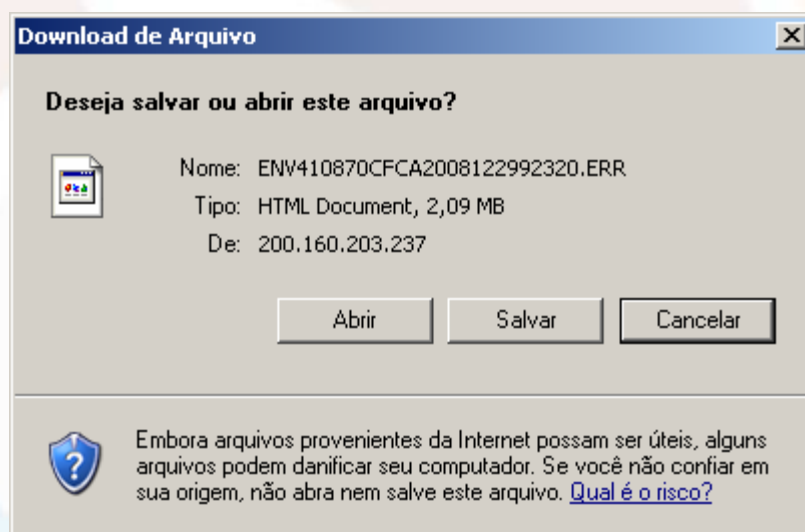 Download de Arquivo
Deseja salvar ou abrir este arquivo?
Nome: ENV410870CFCA2008122992320.ERR
Tipo: HTML Document, 2,09 MB
De: 200.160.203.237
Abrir Salvar Cancelar
Embora arquivos provenientes da Internet possam ser úteis, alguns
arquivos podem danificar seu computador. Se você não confiar em
sua origem, não abra nem salve este arquivo. Qual é o risco?